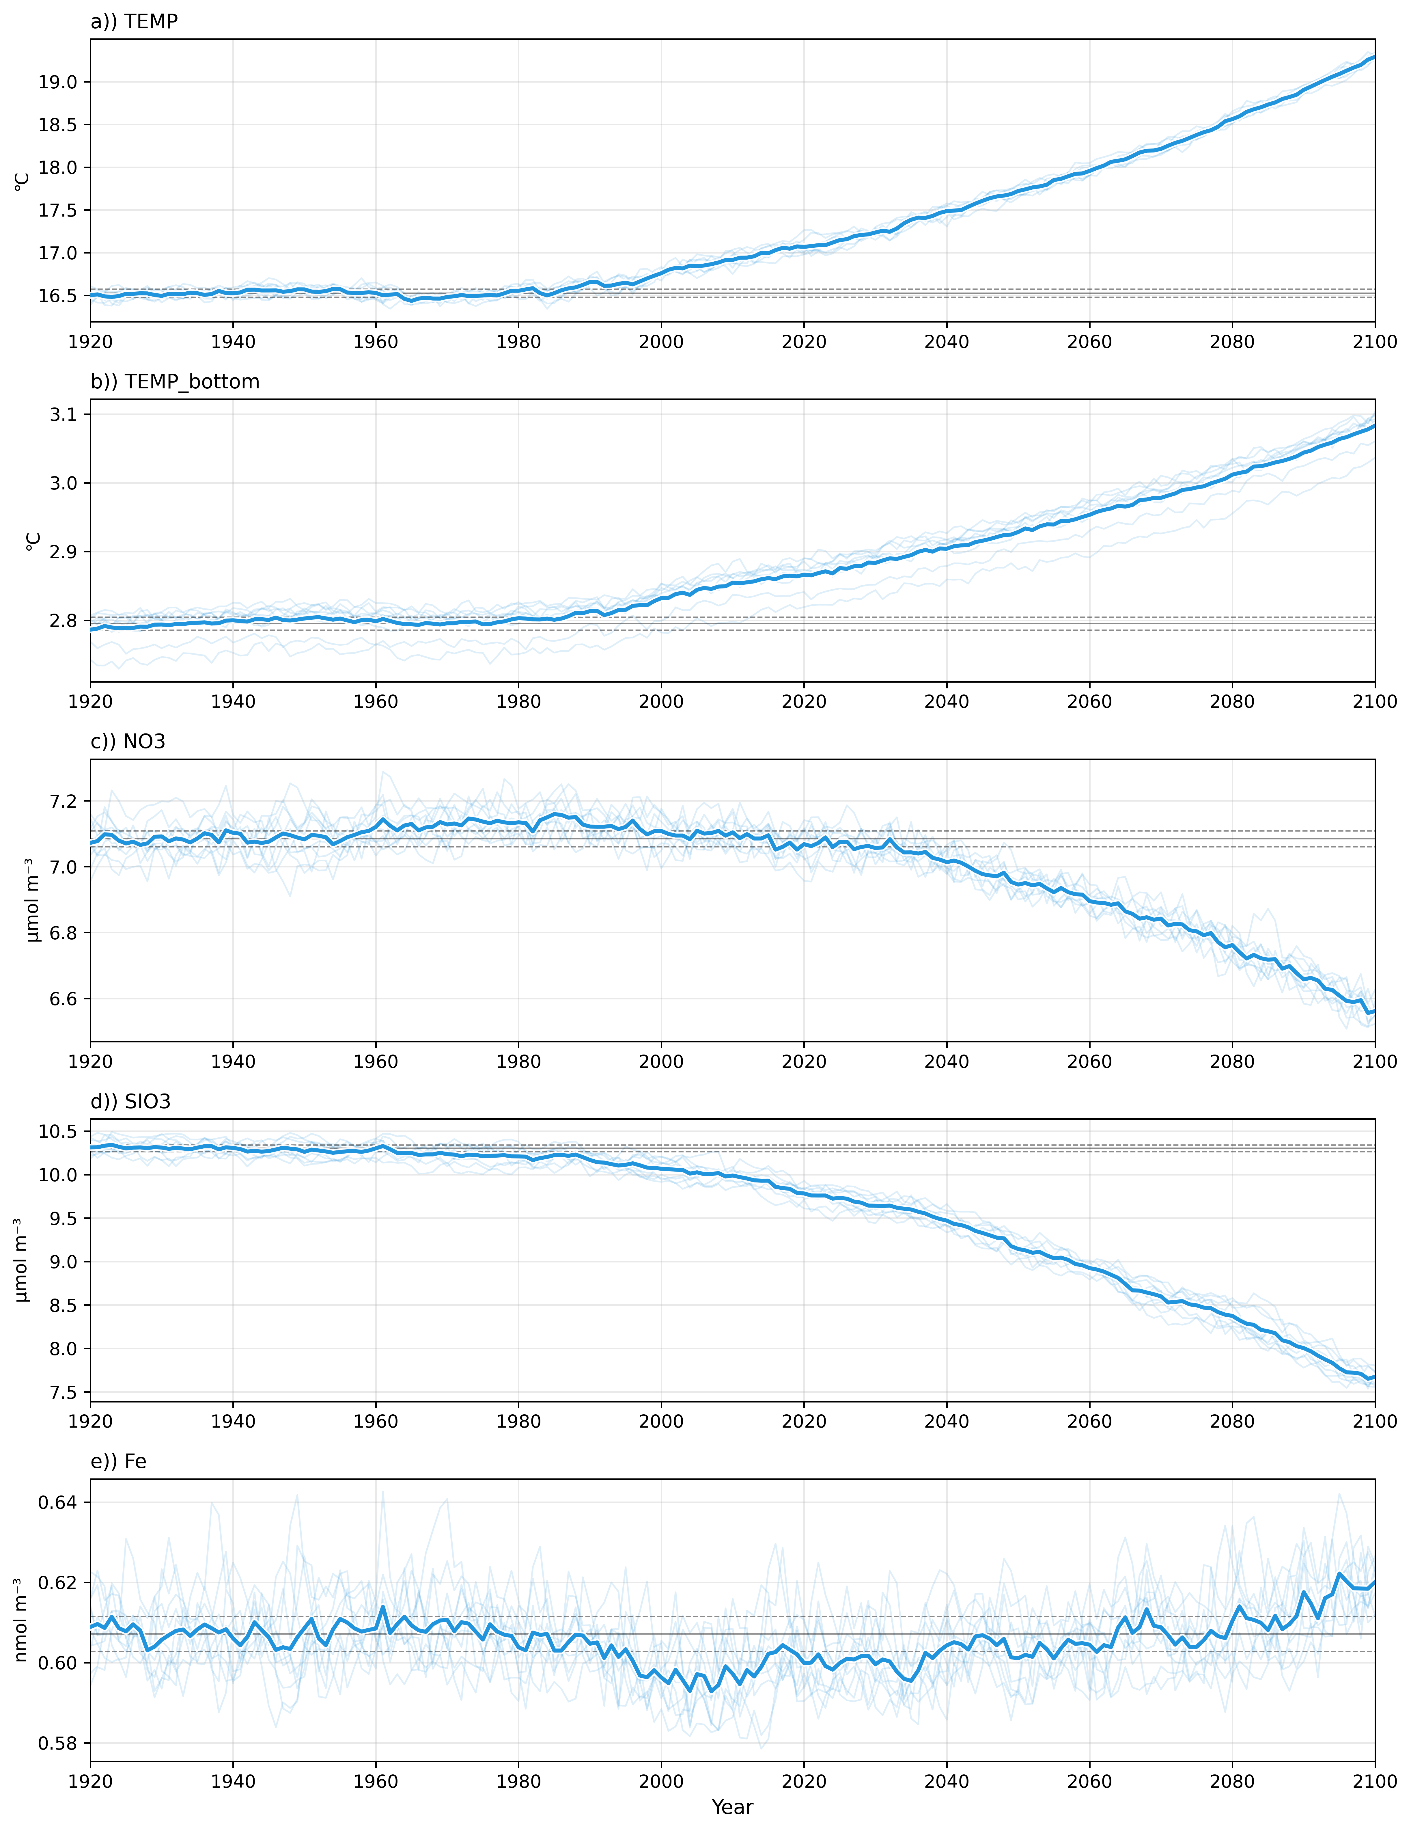 a)) TEMP
19.0
18.5
18.0
17.5
17.0
16.5
°C
1920 1940 1960 1980 2000 2020 2040 2060 2080 2100
b)) TEMP_bottom
3.1
3.0
2.9
2.8
°C
1920 1940 1960 1980 2000 2020 2040 2060 2080 2100
c)) NO3
7.2
7.0
6.8
6.6
µmol m⁻³
1920 1940 1960 1980 2000 2020 2040 2060 2080 2100
d)) SIO3
10.5
10.0
9.5
9.0
8.5
8.0
7.5
µmol m⁻³
1920 1940 1960 1980 2000 2020 2040 2060 2080 2100
e)) Fe
0.64
0.62
0.60
0.58
nmol m⁻³
1920 1940 1960 1980 2000 2020 2040 2060 2080 2100
Year